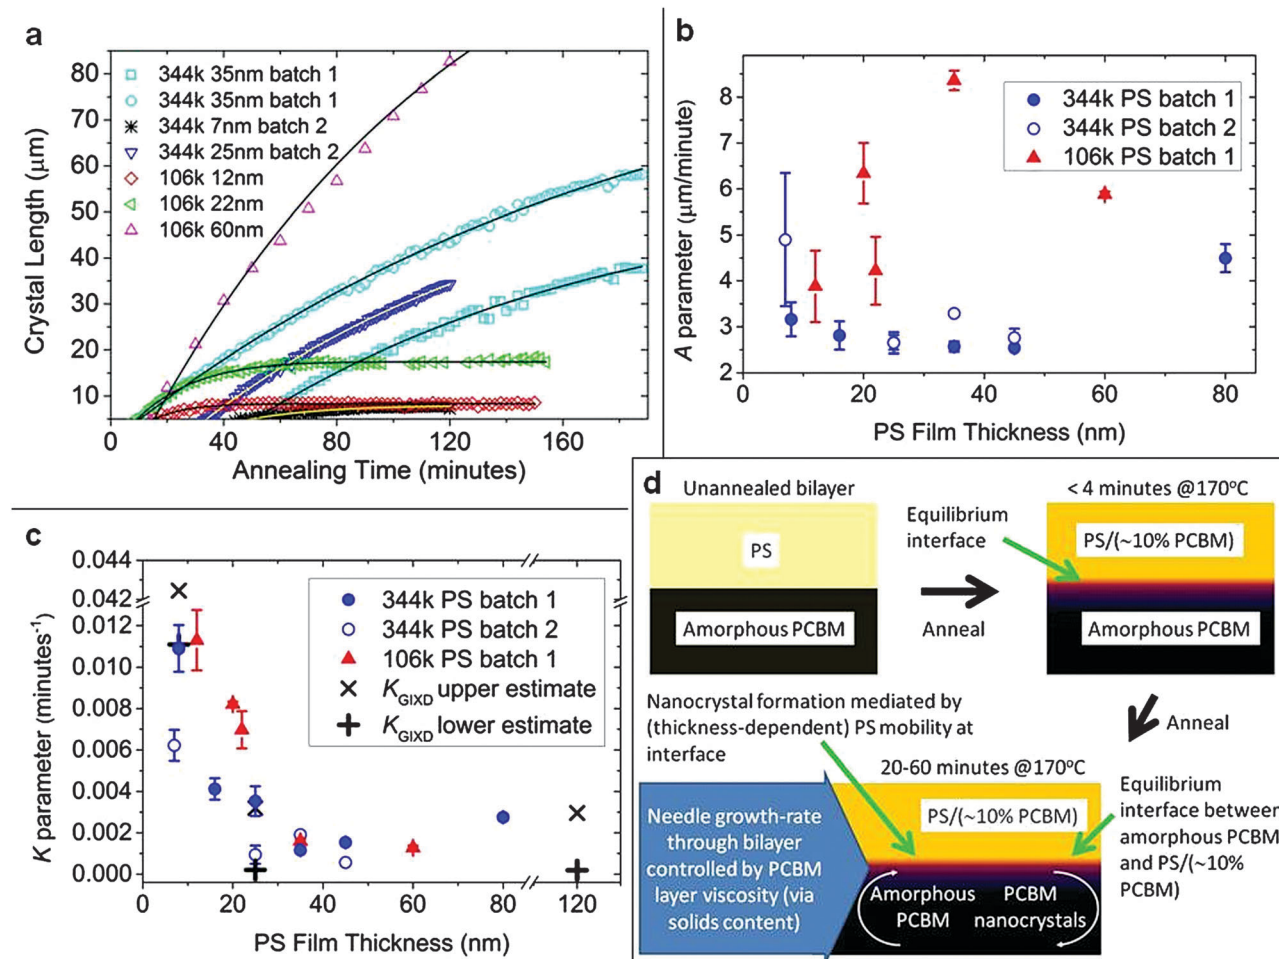 a
Crystal Length (μm)
80
70
60
50
40
30
20
10
344k 35nm batch 1
344k 35nm batch 1
344k 7nm batch 2
344k 25nm batch 2
106k 12nm
106k 22nm
106k 60nm
0 40 80 120 160
Annealing Time (minutes)
b
A parameter (μm/minute)
8
7
6
5
4
3
2
344k PS batch 1
344k PS batch 2
106k PS batch 1
0 20 40 60 80
PS Film Thickness (nm)
c
K parameter (minutes⁻¹)
0.044
0.042
0.012
0.010
0.008
0.006
0.004
0.002
0.000
344k PS batch 1
344k PS batch 2
106k PS batch 1
K_GIXD upper estimate
K_GIXD lower estimate
0 20 40 60 80 120
PS Film Thickness (nm)
d
Unannealed bilayer
PS
Amorphous PCBM
Equilibrium
interface
Anneal
< 4 minutes @170°C
PS/(~10% PCBM)
Amorphous PCBM
Anneal
Nanocrystal formation mediated by
(thickness-dependent) PS mobility at
interface
20-60 minutes @170°C
Needle growth-rate
through bilayer
controlled by PCBM
layer viscosity (via
solids content)
PS/(~10% PCBM)
Amorphous
PCBM
PCBM
nanocrystals
Equilibrium
interface between
amorphous PCBM
and PS/(~10%
PCBM)